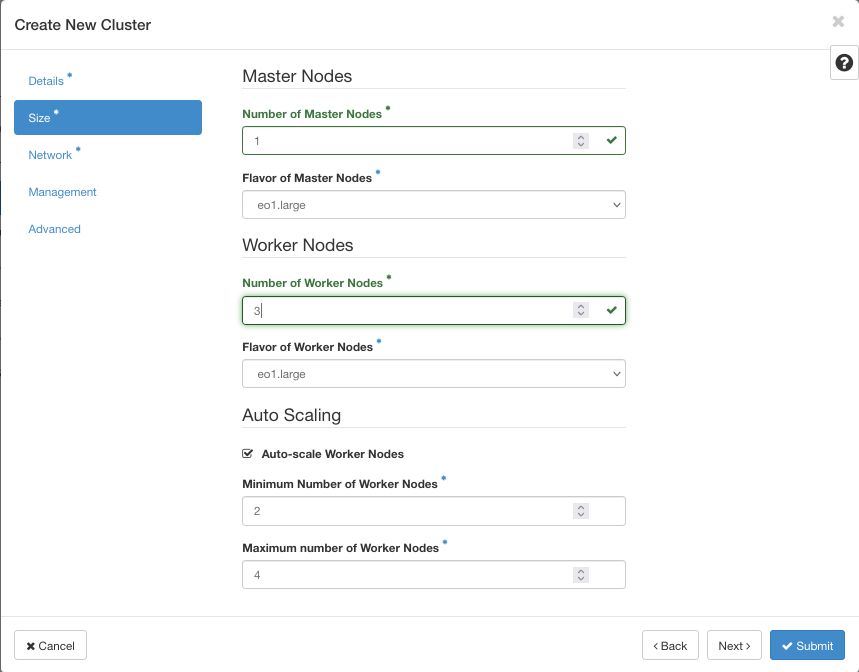 Create New Cluster
Details *
Size *
Network *
Management
Advanced
Master Nodes
Number of Master Nodes *
1
Flavor of Master Nodes *
eo1.large
Worker Nodes
Number of Worker Nodes *
3
Flavor of Worker Nodes *
eo1.large
Auto Scaling
Auto-scale Worker Nodes
Minimum Number of Worker Nodes *
2
Maximum number of Worker Nodes *
4
Cancel
‹ Back
Next ›
Submit